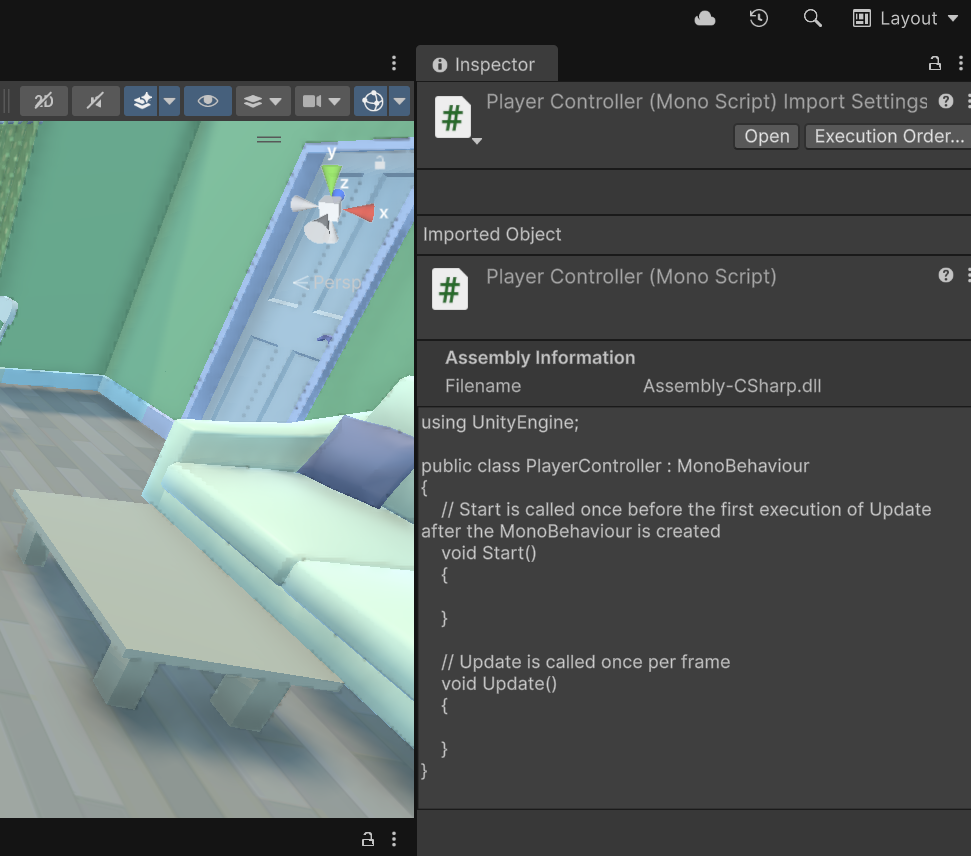 Layout
Inspector
2D
Player Controller (Mono Script) Import Settings
#
Open
Execution Order...
y
z
x
Persp
Imported Object
Player Controller (Mono Script)
#
Assembly Information
Filename Assembly-CSharp.dll
using UnityEngine;
public class PlayerController : MonoBehaviour
{
// Start is called once before the first execution of Update
after the MonoBehaviour is created
void Start()
{
}
// Update is called once per frame
void Update()
{
}
}